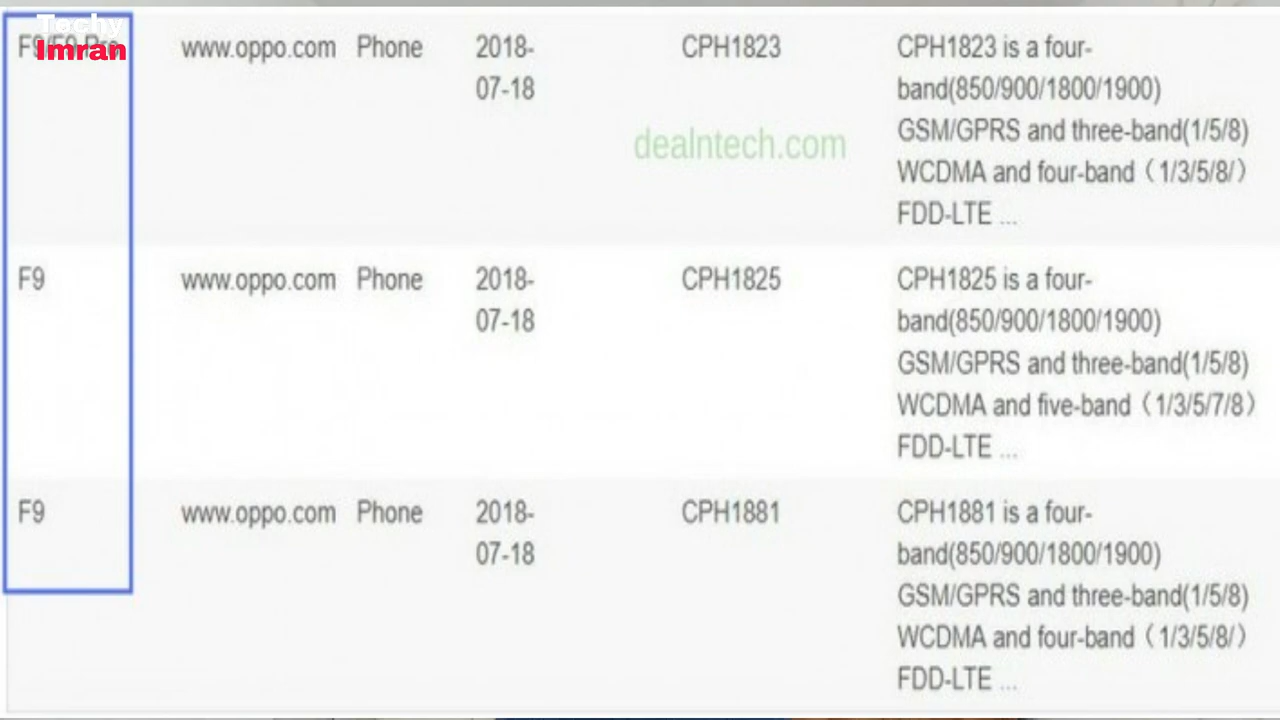 Techy
Imran
F9/F9 Pro www.oppo.com Phone 2018- CPH1823 CPH1823 is a four-
07-18 band(850/900/1800/1900)
dealntech.com GSM/GPRS and three-band(1/5/8)
WCDMA and four-band（1/3/5/8/）
FDD-LTE ...
F9 www.oppo.com Phone 2018- CPH1825 CPH1825 is a four-
07-18 band(850/900/1800/1900)
GSM/GPRS and three-band(1/5/8)
WCDMA and five-band（1/3/5/7/8）
FDD-LTE ...
F9 www.oppo.com Phone 2018- CPH1881 CPH1881 is a four-
07-18 band(850/900/1800/1900)
GSM/GPRS and three-band(1/5/8)
WCDMA and four-band（1/3/5/8/）
FDD-LTE ...